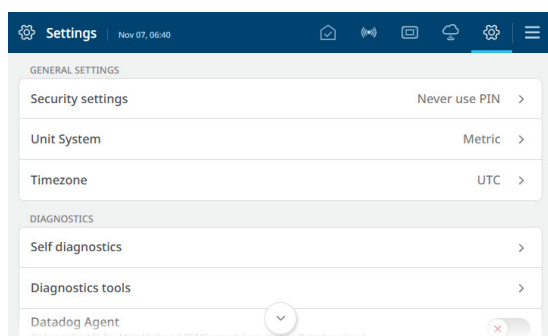 Settings Nov 07, 06:40
GENERAL SETTINGS
Security settings Never use PIN
Unit System Metric
Timezone UTC
DIAGNOSTICS
Self diagnostics
Diagnostics tools
Datadog Agent